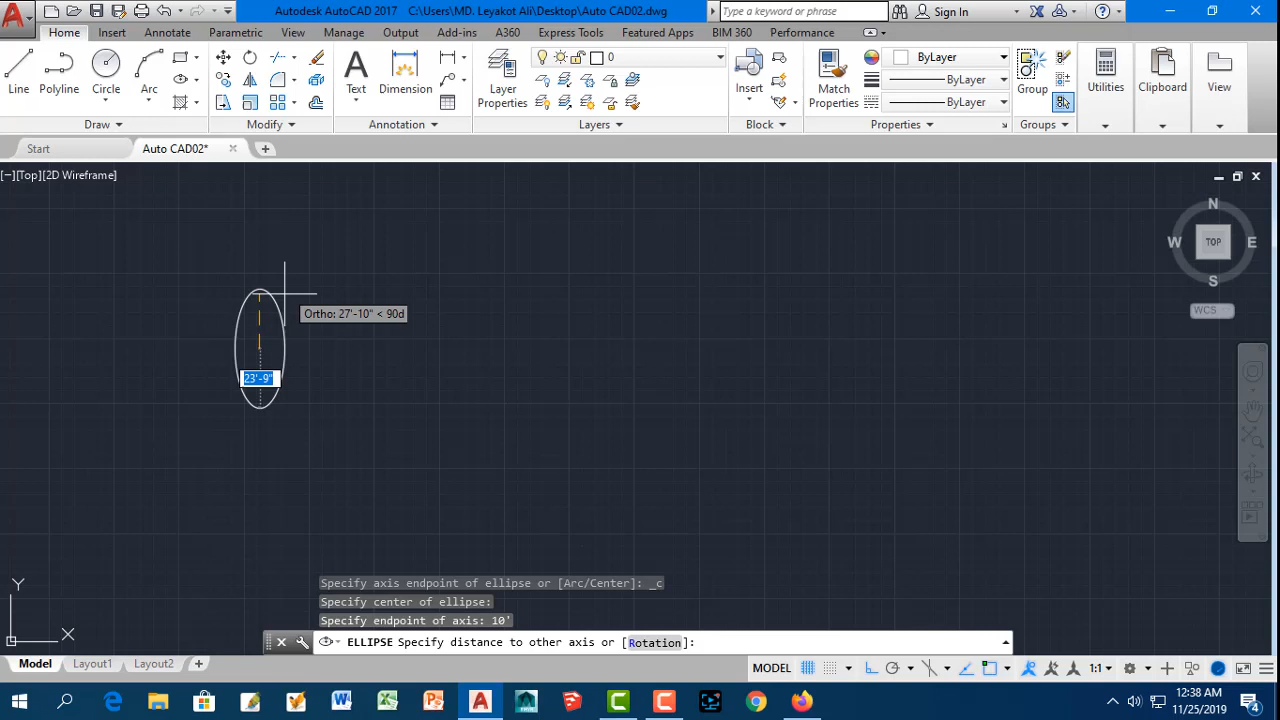 Autodesk AutoCAD 2017 C:\Users\MD. Leyakot Ali\Desktop\Auto CAD02.dwg
Type a keyword or phrase
Sign In
Home Insert Annotate Parametric View Manage Output Add-ins A360 Express Tools Featured Apps BIM 360 Performance
Line Polyline Circle Arc
Text Dimension
Layer Properties
0
Insert
Match Properties
ByLayer
ByLayer
ByLayer
Group
Utilities
Clipboard
View
Draw Modify Annotation Layers Block Properties Groups
Start
Auto CAD02*
[−][Top][2D Wireframe]
N
W
TOP
E
S
WCS
Ortho: 27'-10" < 90d
23'-9"
Y
X
Specify axis endpoint of ellipse or [Arc/Center]: _c
Specify center of ellipse:
Specify endpoint of axis: 10'
ELLIPSE Specify distance to other axis or [Rotation]:
Model Layout1 Layout2
MODEL
1:1
12:38 AM
11/25/2019
4